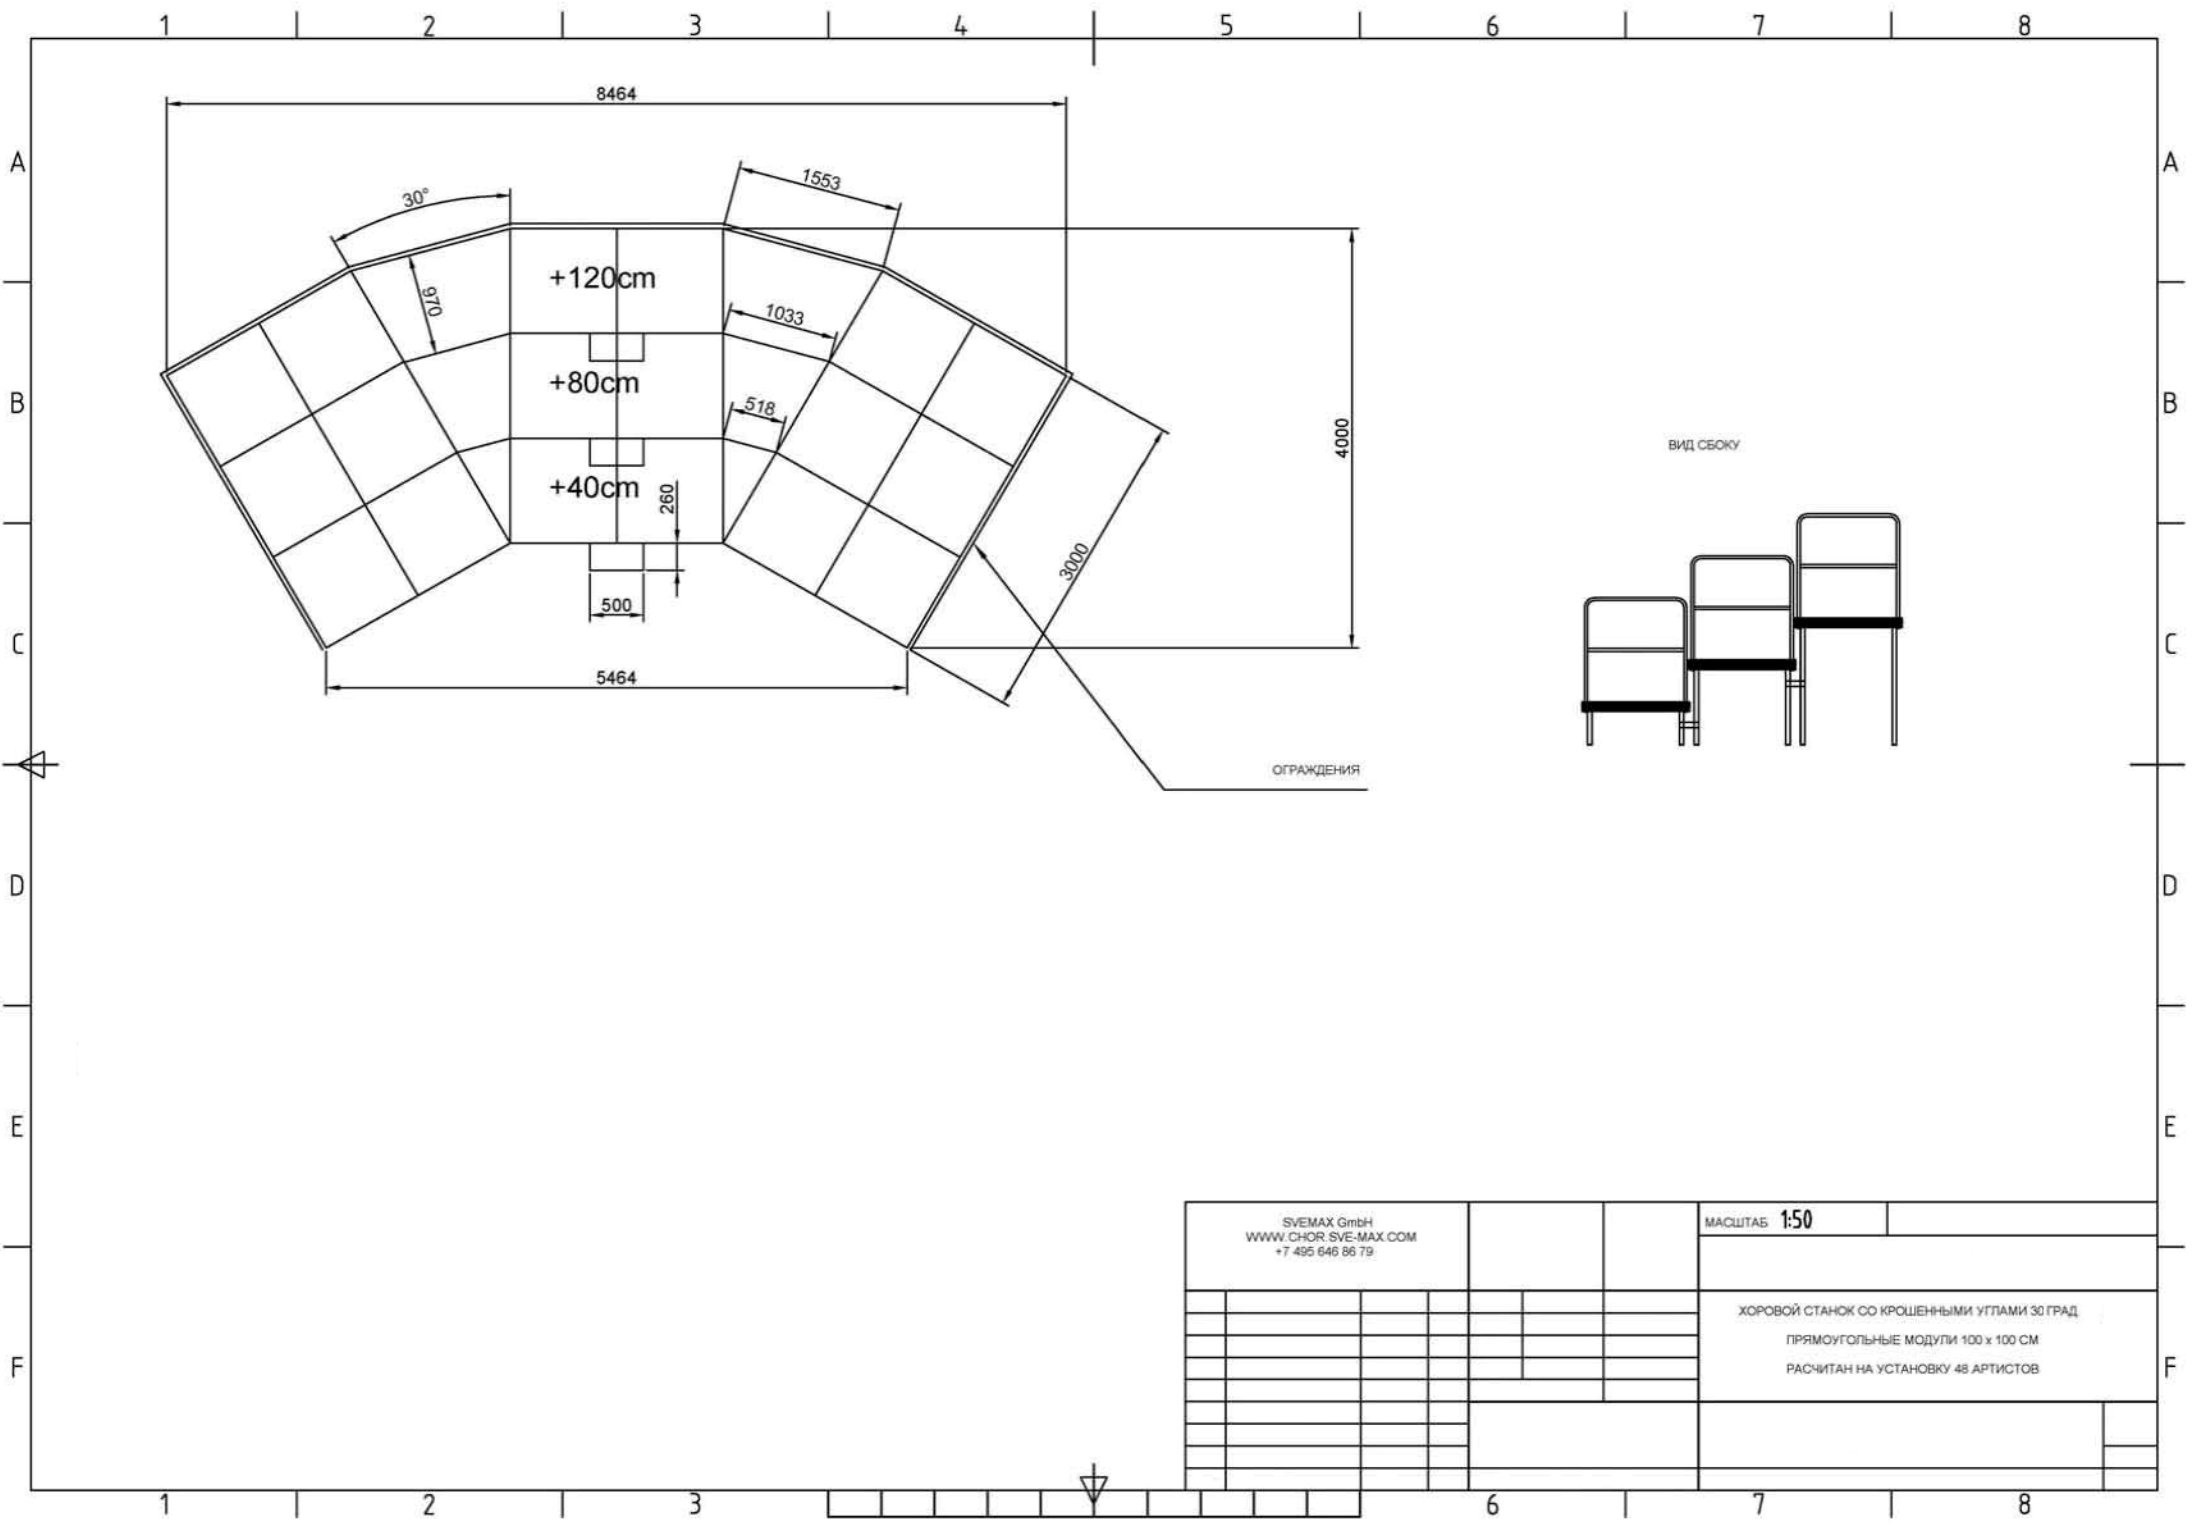 1 2 3 4 5 6 7 8
A A
B B
C C
D D
E E
F F
8464
30°
1553
970
+120cm
1033
+80cm
518
+40cm
260
500
5464
4000
3000
ОГРАЖДЕНИЯ
ВИД СБОКУ
SVEMAX GmbH
WWW.CHOR.SVE-MAX.COM
+7 495 646 86 79
МАСШТАБ 1:50
ХОРОВОЙ СТАНОК СО КРОШЕННЫМИ УГЛАМИ 30 ГРАД.
ПРЯМОУГОЛЬНЫЕ МОДУЛИ 100 x 100 СМ
РАСЧИТАН НА УСТАНОВКУ 48 АРТИСТОВ
1 2 3 6 7 8